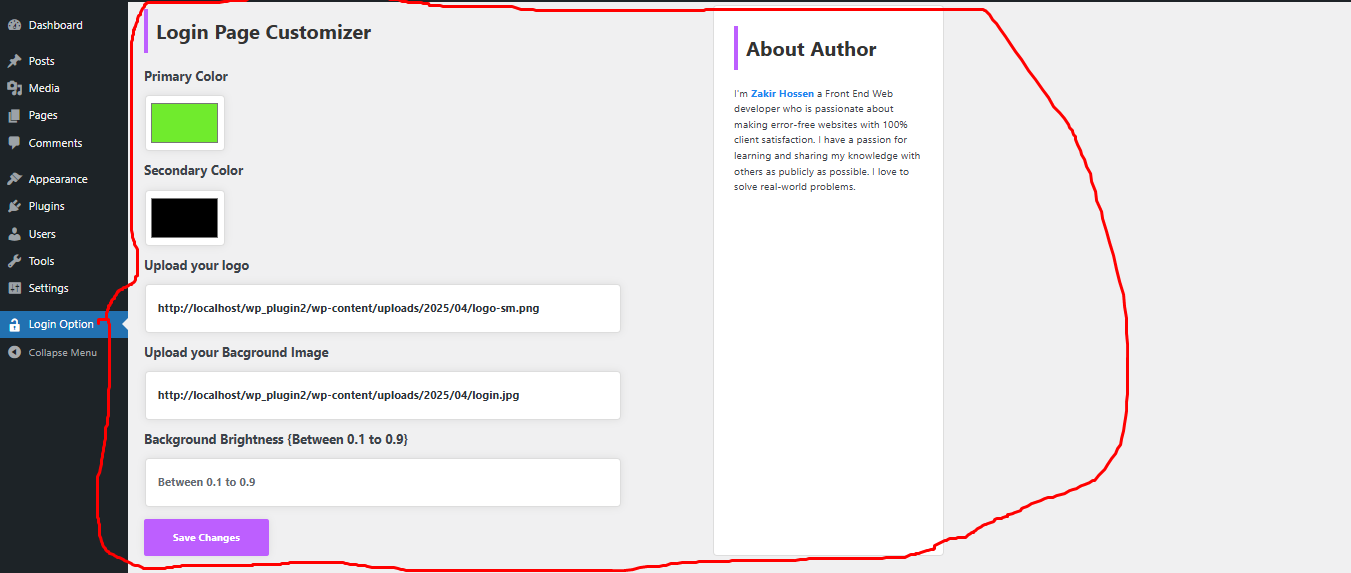 Dashboard
Posts
Media
Pages
Comments
Appearance
Plugins
Users
Tools
Settings
Login Option
Collapse Menu
Login Page Customizer
Primary Color
Secondary Color
Upload your logo
http://localhost/wp_plugin2/wp-content/uploads/2025/04/logo-sm.png
Upload your Bacground Image
http://localhost/wp_plugin2/wp-content/uploads/2025/04/login.jpg
Background Brightness {Between 0.1 to 0.9}
Between 0.1 to 0.9
Save Changes
About Author
I'm Zakir Hossen a Front End Web
developer who is passionate about
making error-free websites with 100%
client satisfaction. I have a passion for
learning and sharing my knowledge with
others as publicly as possible. I love to
solve real-world problems.